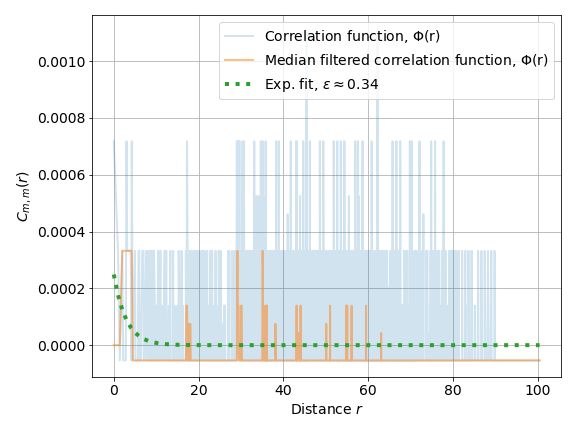 Correlation function, Φ(r)
Median filtered correlation function, Φ(r)
Exp. fit, ε ≈ 0.34
0.0010
0.0008
0.0006
0.0004
0.0002
0.0000
C_{m,m}(r)
0 20 40 60 80 100
Distance r